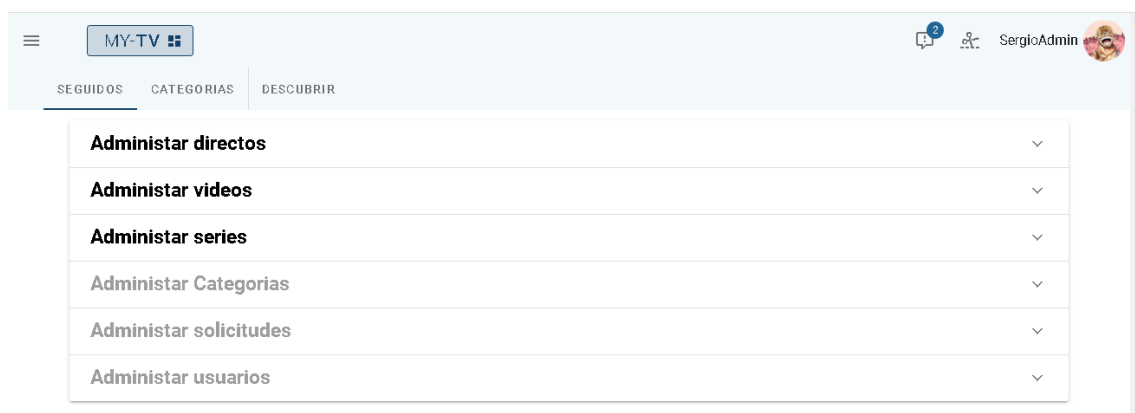 MY-TV
2
SergioAdmin
SEGUIDOS CATEGORIAS DESCUBRIR
Administar directos
Administar videos
Administar series
Administar Categorias
Administar solicitudes
Administar usuarios